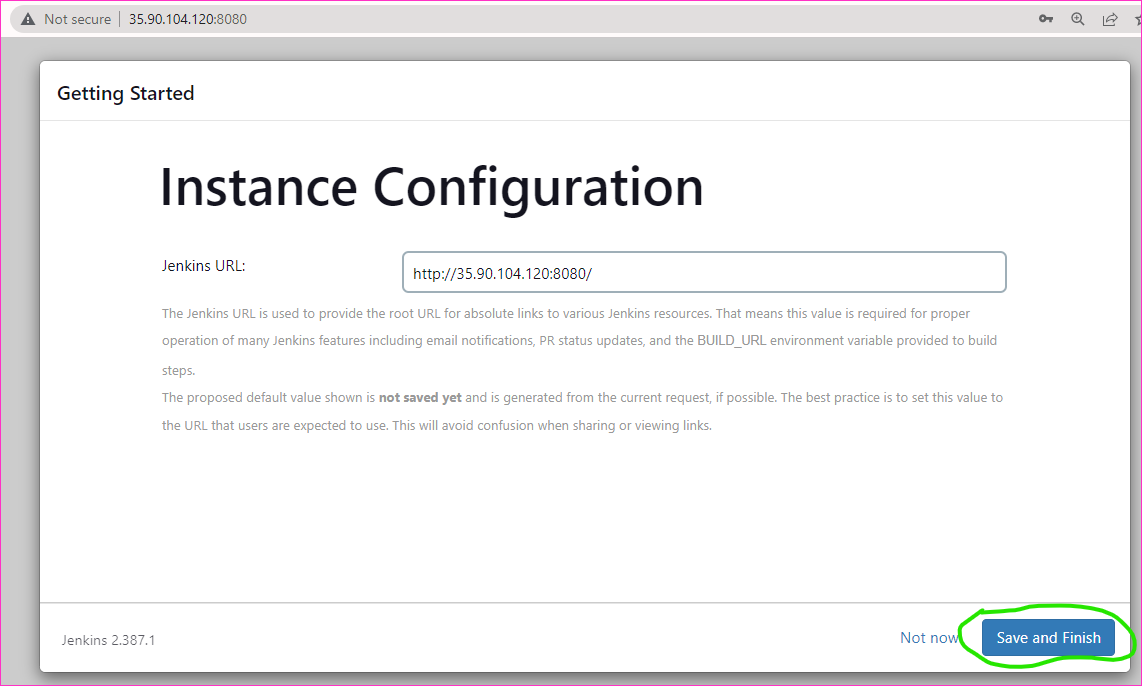 Not secure | 35.90.104.120:8080
Getting Started
Instance Configuration
Jenkins URL:
http://35.90.104.120:8080/
The Jenkins URL is used to provide the root URL for absolute links to various Jenkins resources. That means this value is required for proper
operation of many Jenkins features including email notifications, PR status updates, and the BUILD_URL environment variable provided to build
steps.
The proposed default value shown is not saved yet and is generated from the current request, if possible. The best practice is to set this value to
the URL that users are expected to use. This will avoid confusion when sharing or viewing links.
Jenkins 2.387.1
Not now
Save and Finish